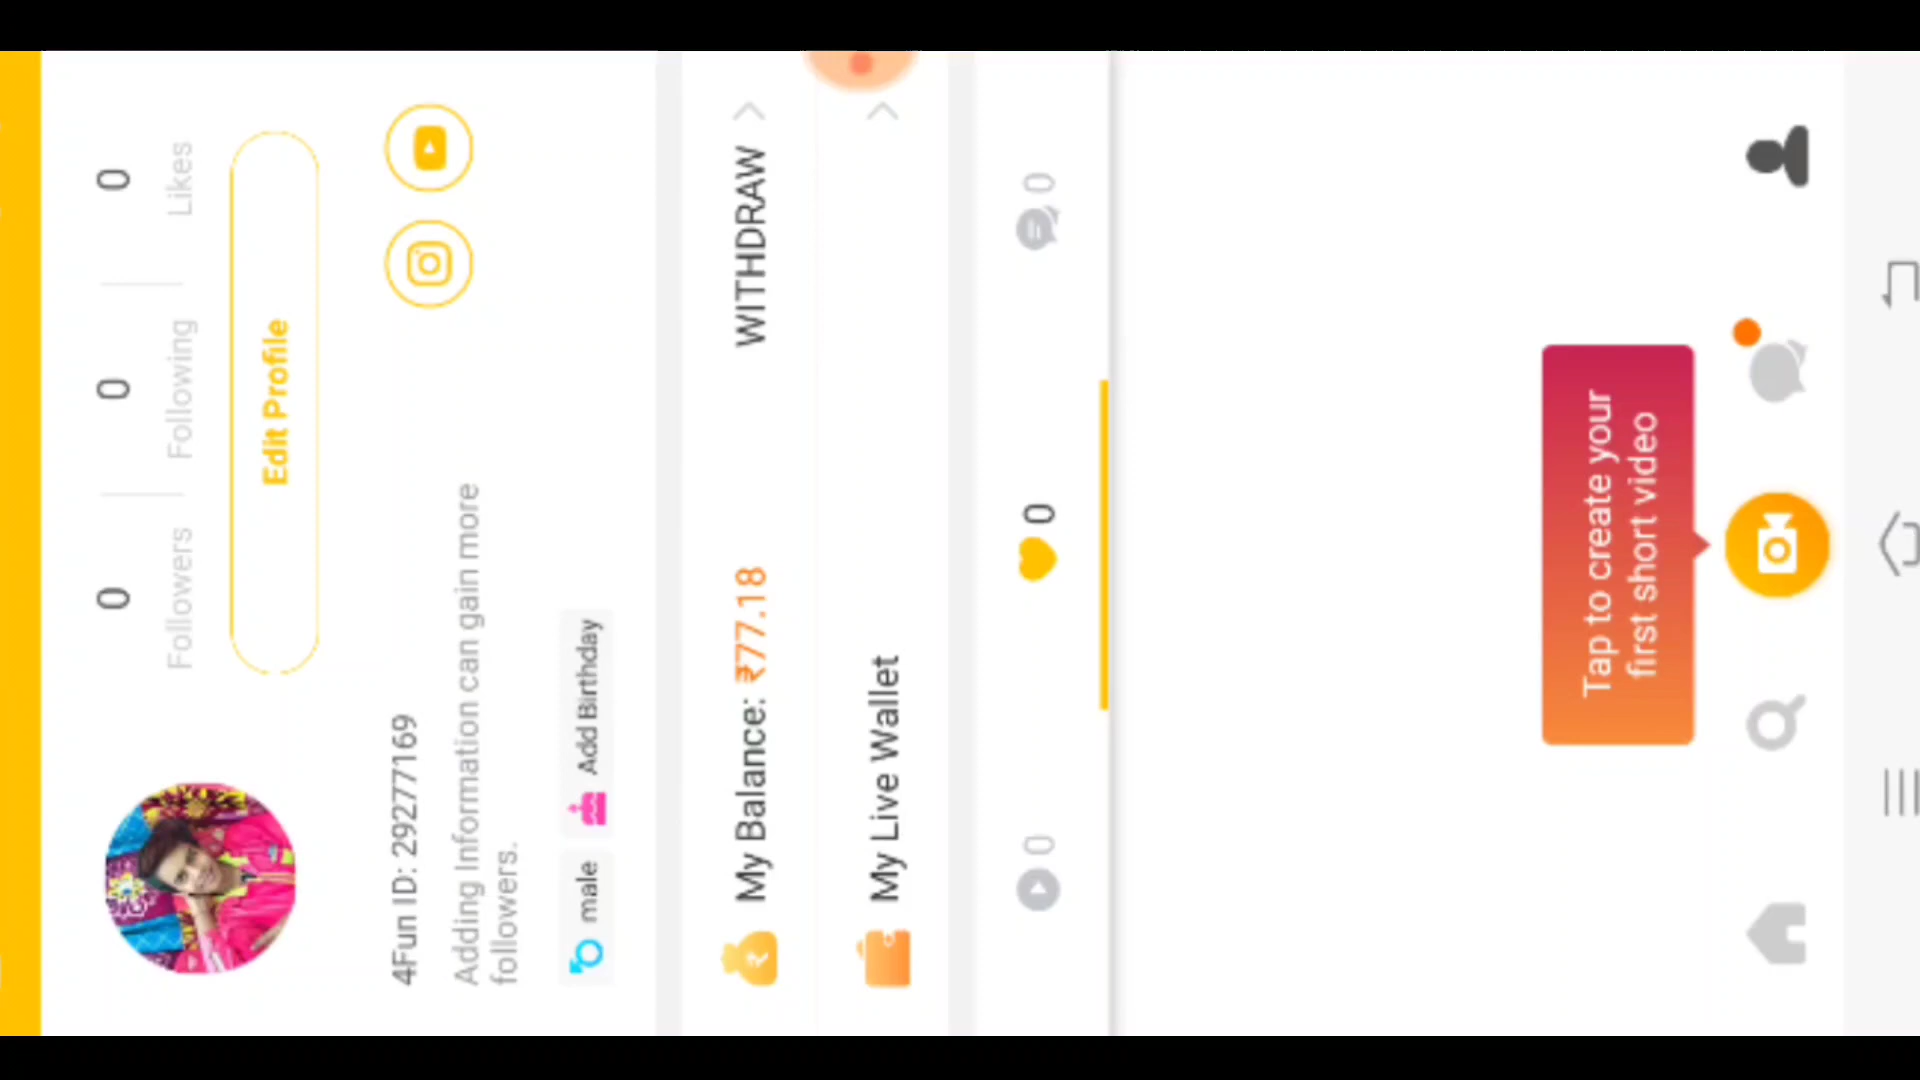 0
0
0
Followers
Following
Likes
Edit Profile
4Fun ID: 29277169
Adding Information can gain more
followers.
male
Add Birthday
My Balance: ₹77.18
WITHDRAW
My Live Wallet
0
0
0
Tap to create your
first short video